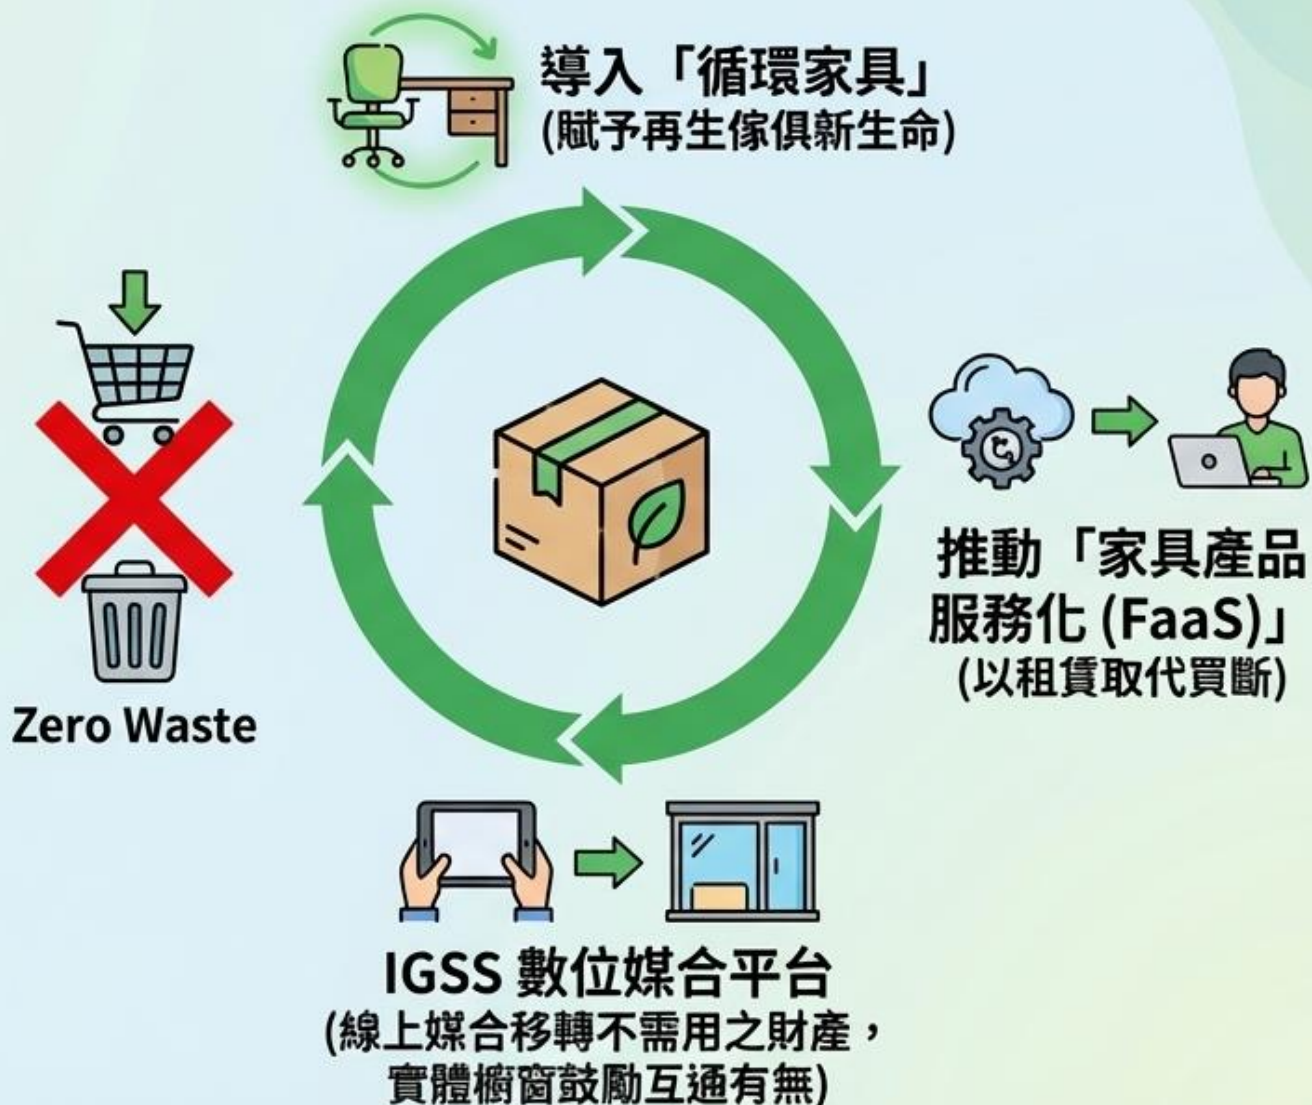 導入「循環家具」
(賦予再生傢俱新生命)
推動「家具產品
服務化 (FaaS)」
(以租賃取代買斷)
Zero Waste
IGSS 數位媒合平台
(線上媒合移轉不需用之財產，
實體櫥窗鼓勵互通有無)